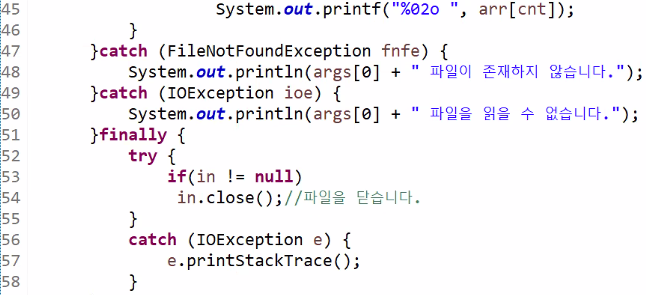 45 System.out.printf("%02o ", arr[cnt]);
46 }
47 }catch (FileNotFoundException fnfe) {
48 System.out.println(args[0] + " 파일이 존재하지 않습니다.");
49 }catch (IOException ioe) {
50 System.out.println(args[0] + " 파일을 읽을 수 없습니다.");
51 }finally {
52 try {
53 if(in != null)
54 in.close();//파일을 닫습니다.
55 }
56 catch (IOException e) {
57 e.printStackTrace();
58 }